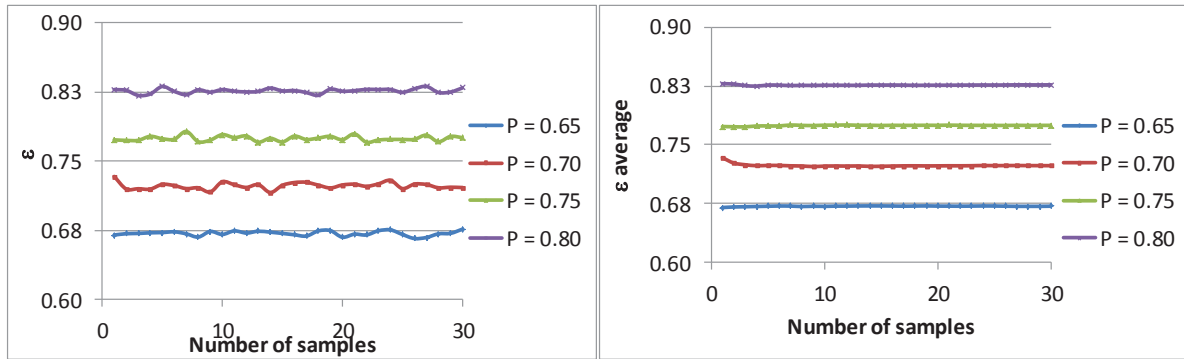 0.90
0.83
0.75
0.68
0.60
ε
0
10
20
30
Number of samples
P = 0.65
P = 0.70
P = 0.75
P = 0.80
0.90
0.83
0.75
0.68
0.60
ε average
0
10
20
30
Number of samples
P = 0.65
P = 0.70
P = 0.75
P = 0.80